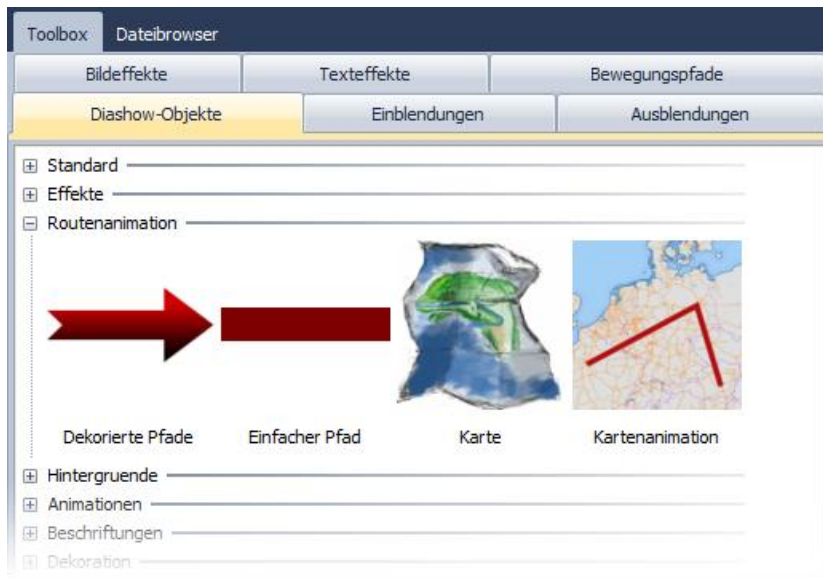 Toolbox Dateibrowser
Bildeffekte Texteffekte Bewegungspfade
Diashow-Objekte Einblendungen Ausblendungen
Standard
Effekte
Routenanimation
Dekorierte Pfade Einfacher Pfad Karte Kartenanimation
Hintergruende
Animationen
Beschriftungen
Dekoration